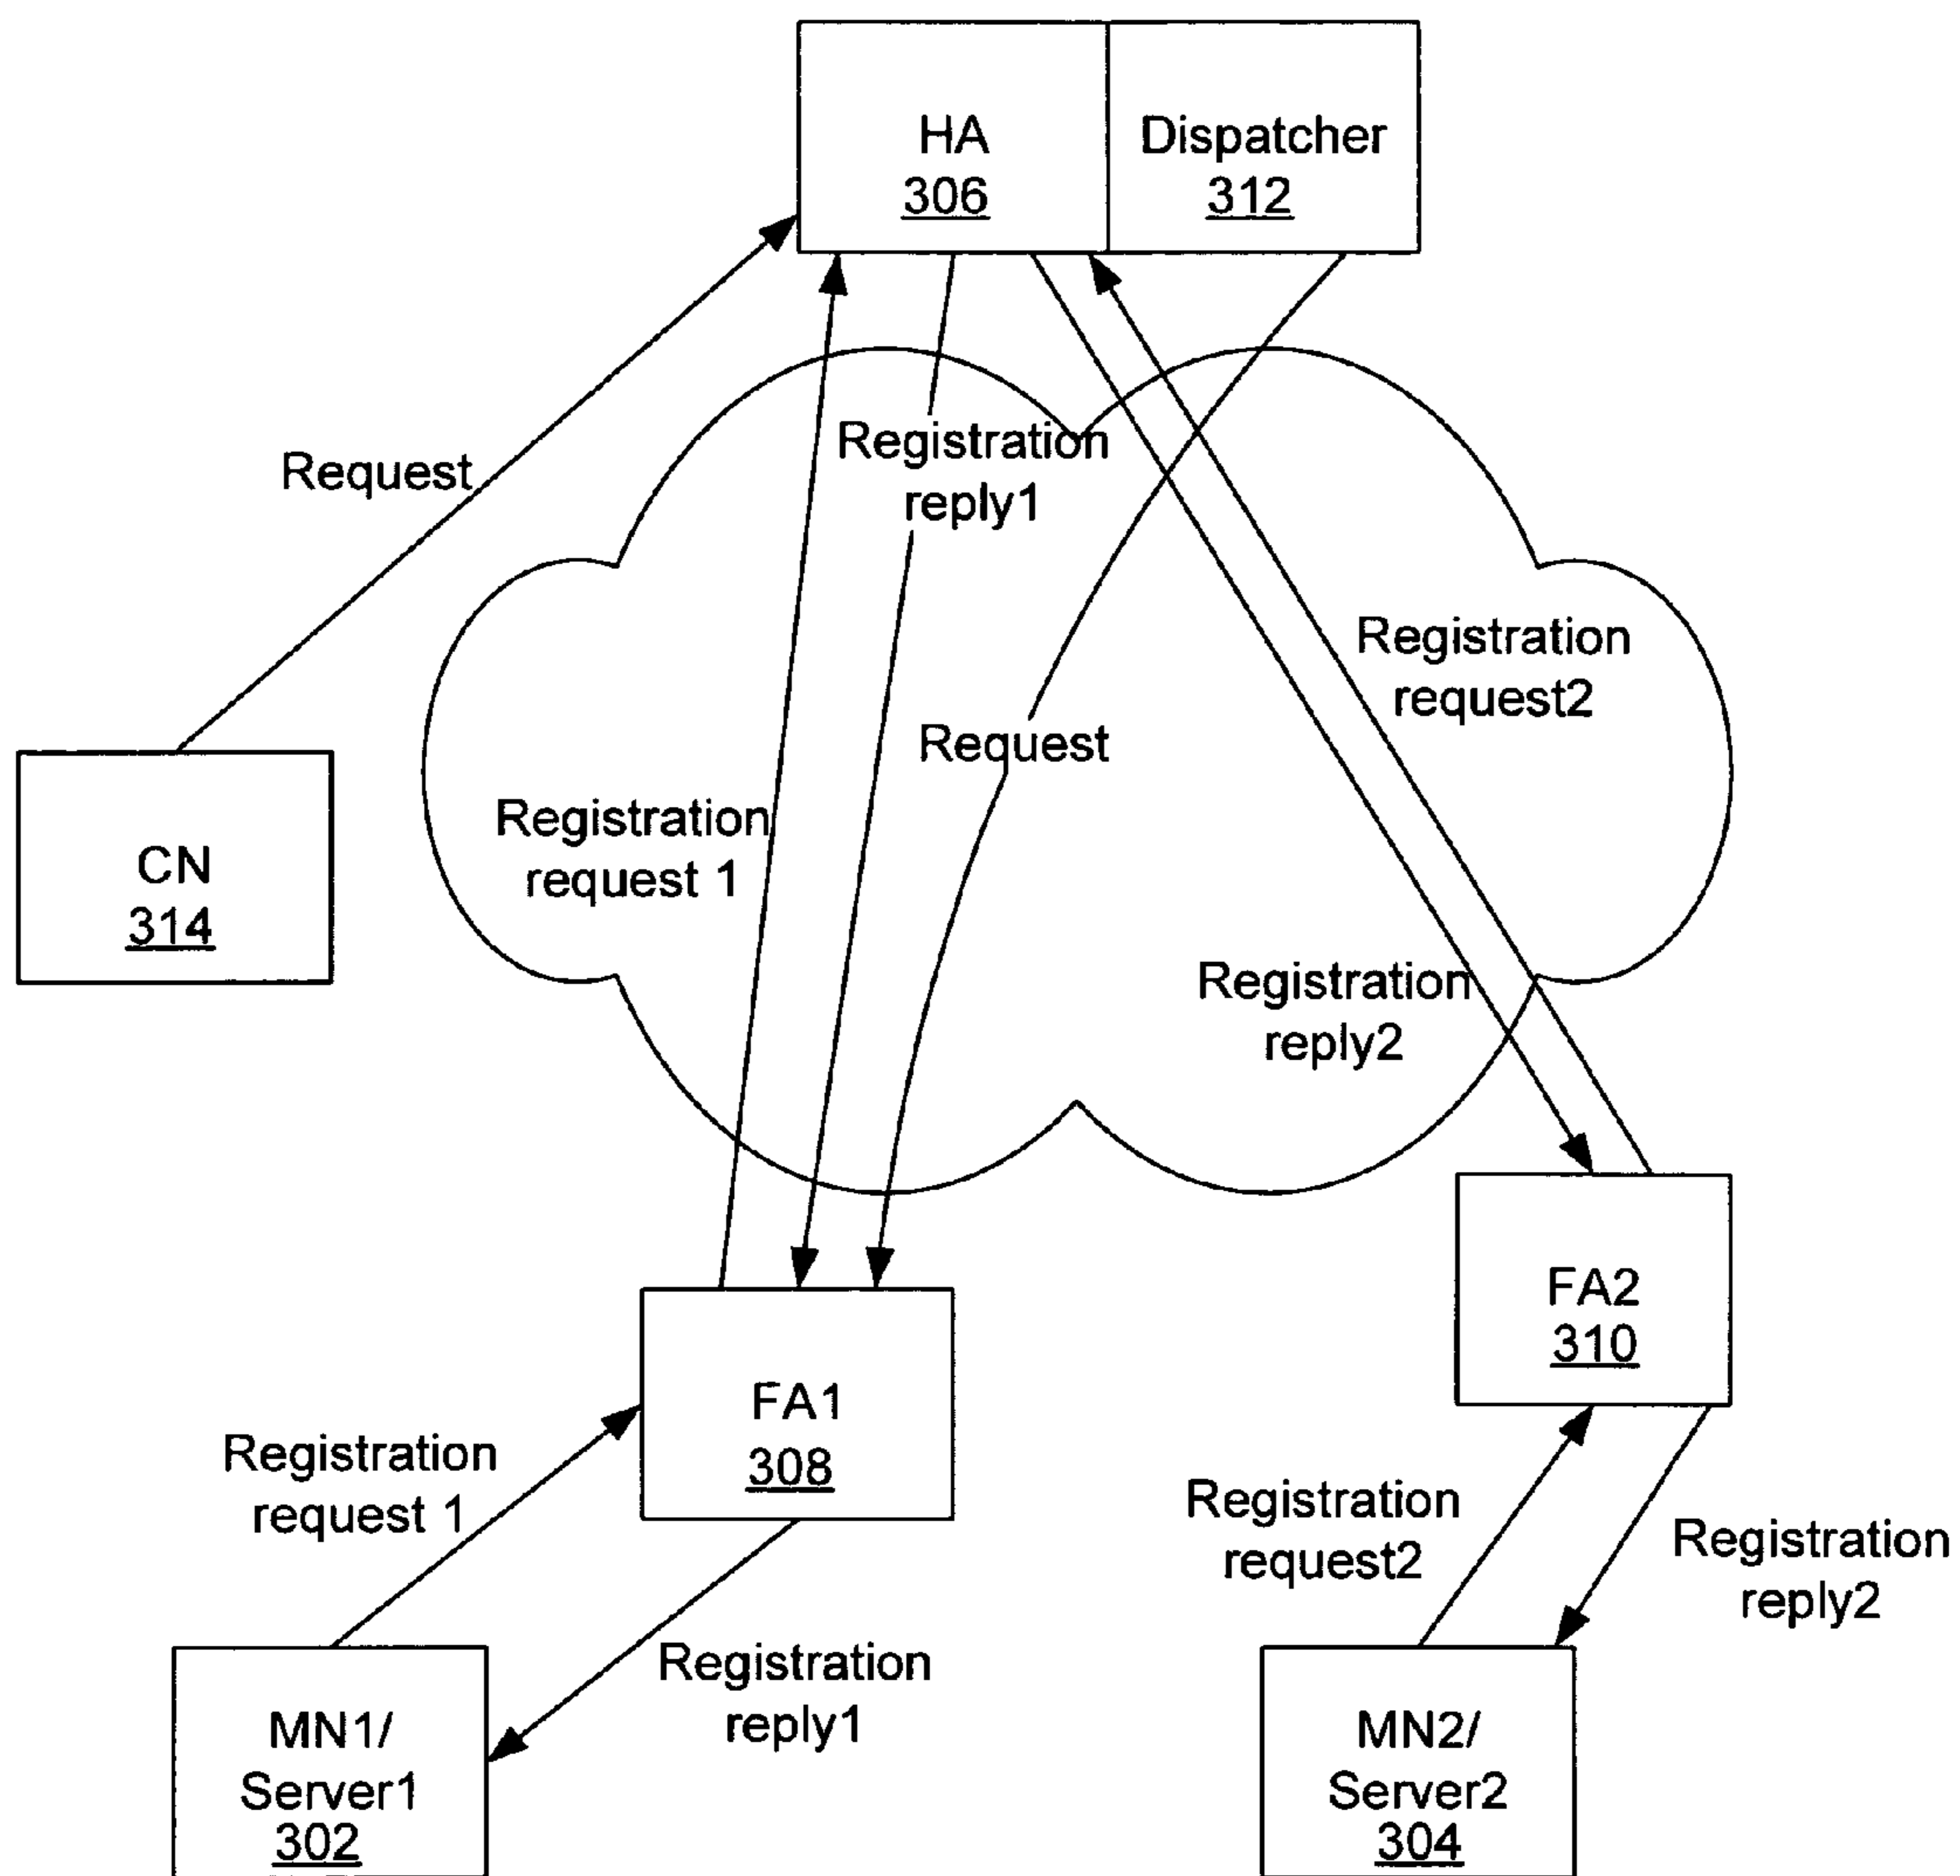 HA
306
Dispatcher
312
Request
Registration
reply1
Registration
request2
Request
Registration
request 1
CN
314
Registration
reply2
FA2
310
FA1
308
Registration
request 1
Registration
request2
Registration
reply2
Registration
reply1
MN1/
Server1
302
MN2/
Server2
304